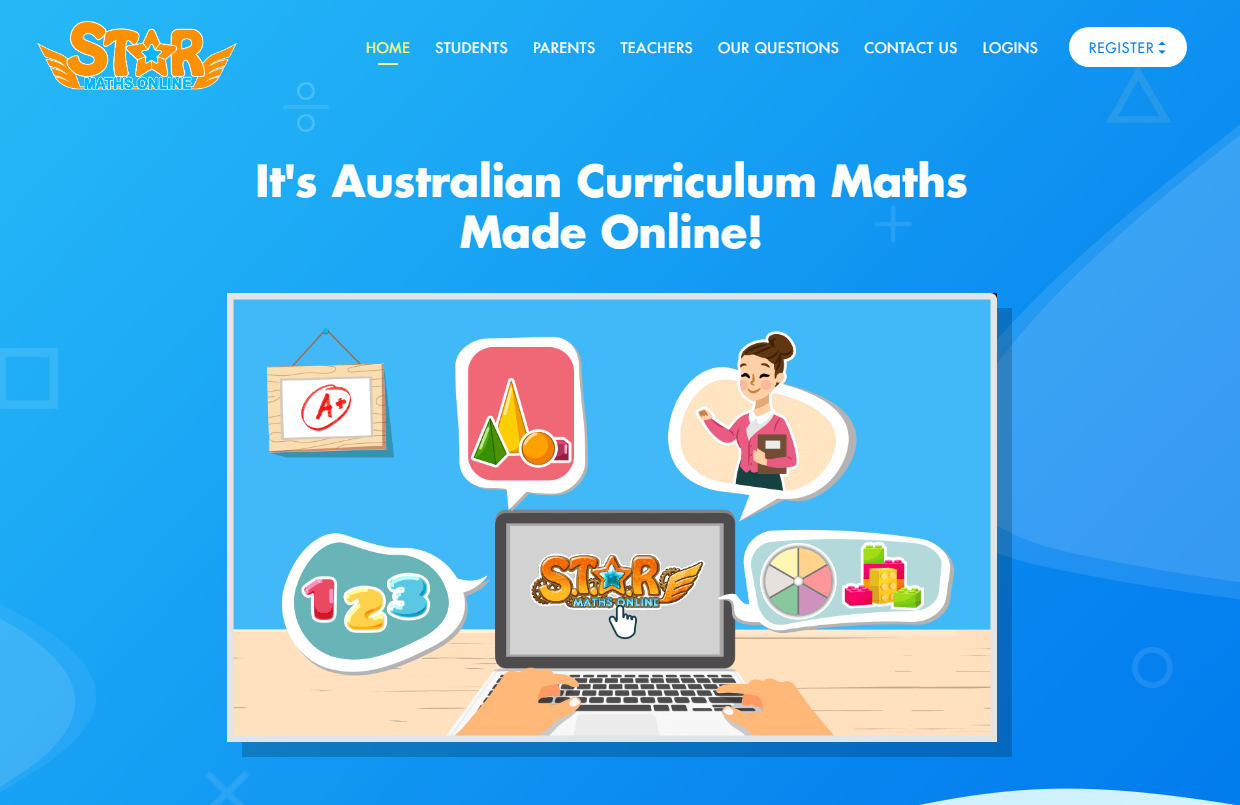 STAR
MATHS ONLINE
HOME STUDENTS PARENTS TEACHERS OUR QUESTIONS CONTACT US LOGINS REGISTER
It's Australian Curriculum Maths
Made Online!
A+
123
STAR
MATHS ONLINE